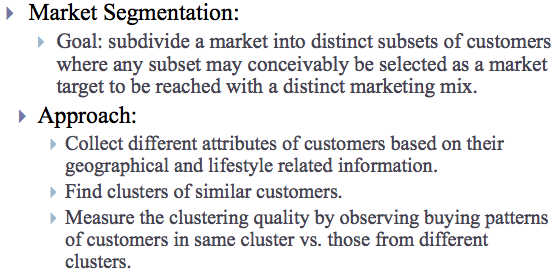 Market Segmentation:
Goal: subdivide a market into distinct subsets of customers
where any subset may conceivably be selected as a market
target to be reached with a distinct marketing mix.
Approach:
Collect different attributes of customers based on their
geographical and lifestyle related information.
Find clusters of similar customers.
Measure the clustering quality by observing buying patterns
of customers in same cluster vs. those from different
clusters.